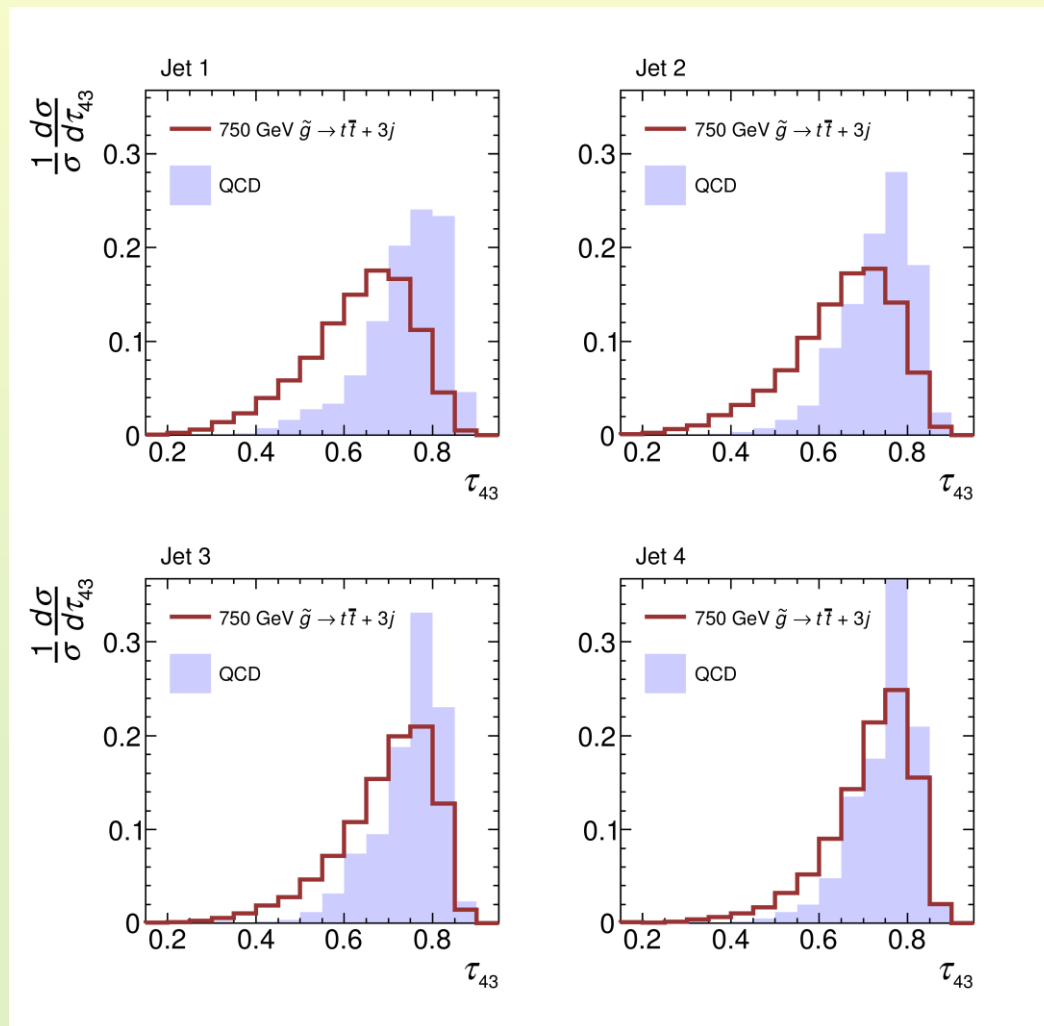 Jet 1
1/σ dσ/dτ₄₃
750 GeV g̃ → tt̄ + 3j
QCD
0.3
0.2
0.1
0
0.2 0.4 0.6 0.8
τ₄₃
Jet 2
750 GeV g̃ → tt̄ + 3j
QCD
0.3
0.2
0.1
0
0.2 0.4 0.6 0.8
τ₄₃
Jet 3
1/σ dσ/dτ₄₃
750 GeV g̃ → tt̄ + 3j
QCD
0.3
0.2
0.1
0
0.2 0.4 0.6 0.8
τ₄₃
Jet 4
750 GeV g̃ → tt̄ + 3j
QCD
0.3
0.2
0.1
0
0.2 0.4 0.6 0.8
τ₄₃